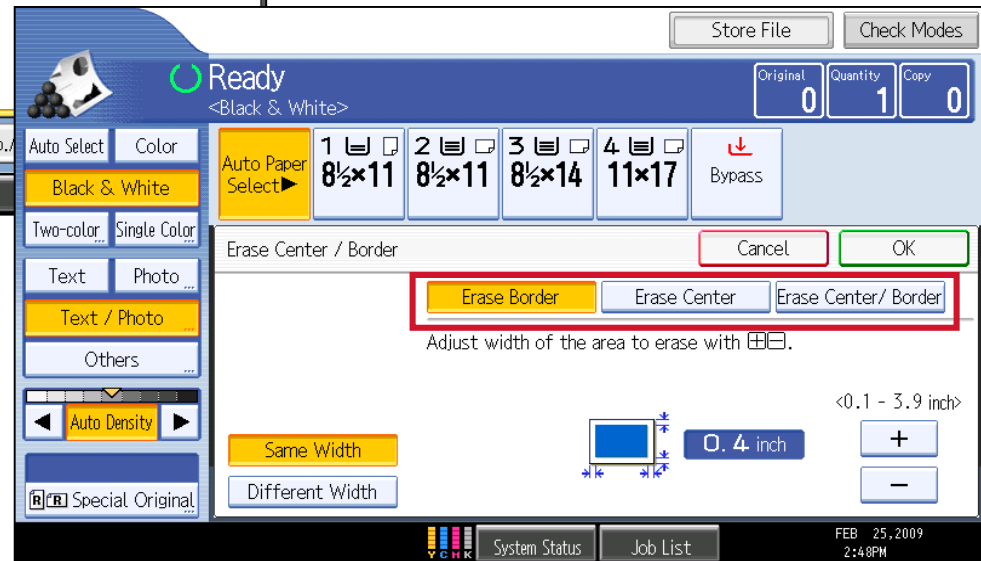 Store File
Check Modes
Ready
<Black & White>
Original 0
Quantity 1
Copy 0
Auto Select
Color
Black & White
Two-color
Single Color
Text
Photo
Text / Photo
Others
Auto Density
Special Original
Auto Paper Select▶
1 8½×11
2 8½×11
3 8½×14
4 11×17
Bypass
Erase Center / Border
Cancel
OK
Erase Border
Erase Center
Erase Center/ Border
Adjust width of the area to erase with ⊞⊟.
<0.1 - 3.9 inch>
0.4 inch
+
−
Same Width
Different Width
Y C M K
System Status
Job List
FEB 25,2009
2:48PM